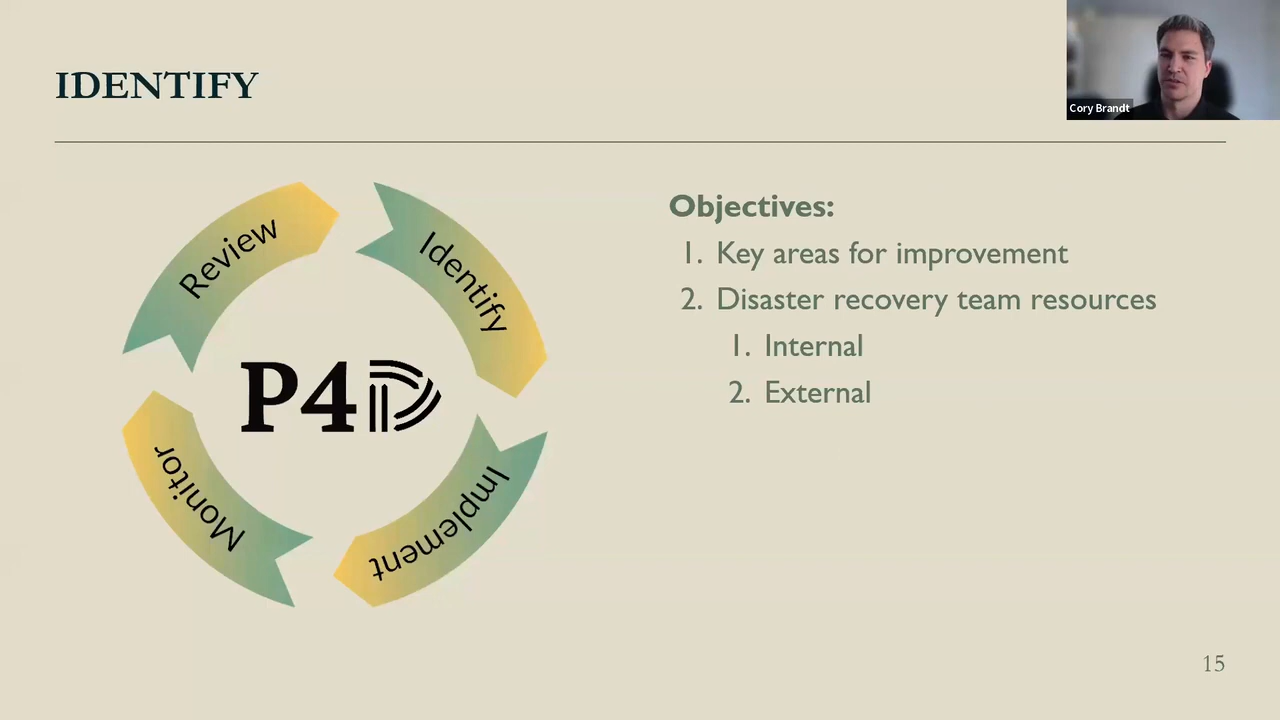 IDENTIFY
Cory Brandt
Review
Identify
P4D
Monitor
Implement
Objectives:
1. Key areas for improvement
2. Disaster recovery team resources
1. Internal
2. External
15